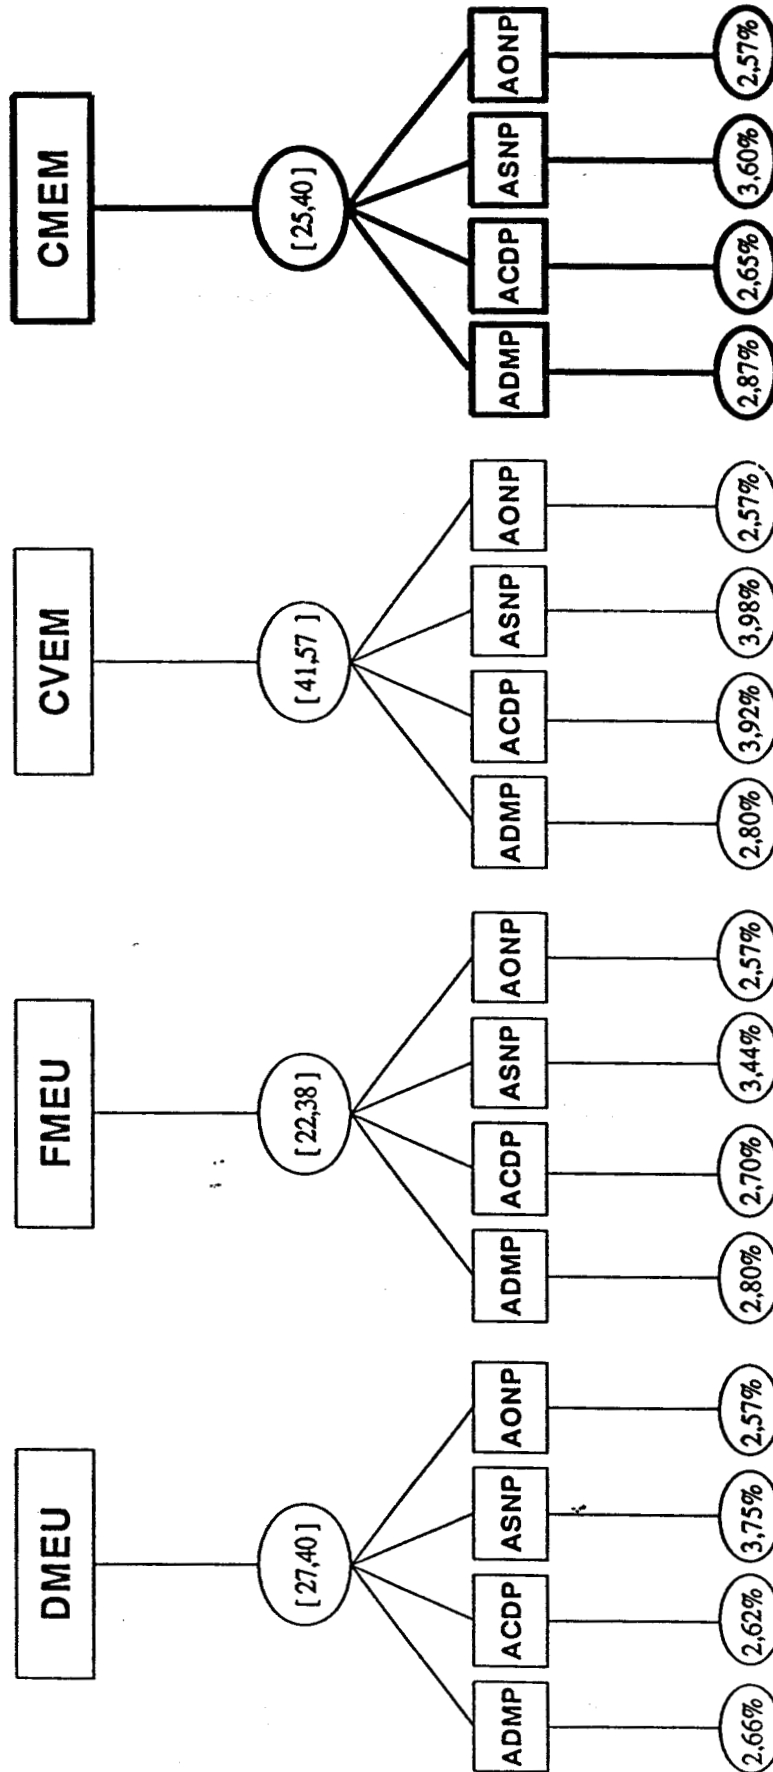 DMEU FMEU CVEM CMEM
[ 27,40 ] [ 22,38 ] [ 41,57 ] [ 25,40 ]
ADMP ACDP ASNP AONP ADMP ACDP ASNP AONP ADMP ACDP ASNP AONP ADMP ACDP ASNP AONP
2,66% 2,62% 3,75% 2,57% 2,80% 2,70% 3,44% 2,57% 2,80% 3,92% 3,98% 2,57% 2,87% 2,65% 3,60% 2,57%